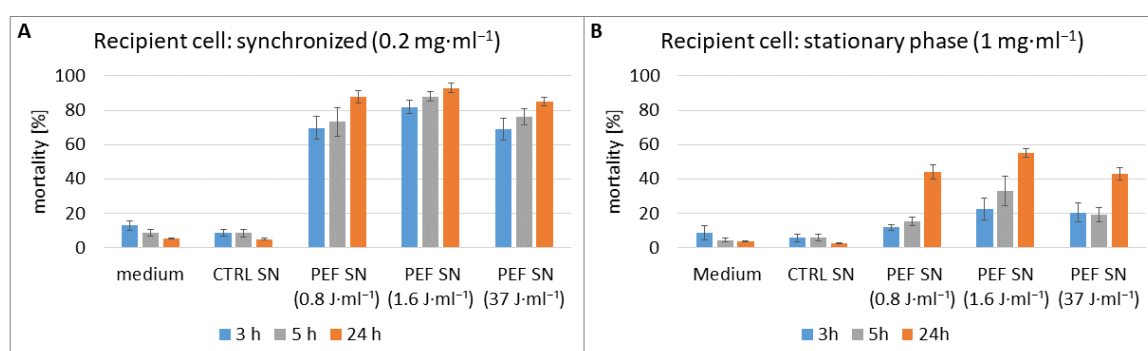 A
Recipient cell: synchronized (0.2 mg·ml⁻¹)
mortality [%]
100
80
60
40
20
0
medium
CTRL SN
PEF SN
(0.8 J·ml⁻¹)
PEF SN
(1.6 J·ml⁻¹)
PEF SN
(37 J·ml⁻¹)
3 h
5 h
24 h
B
Recipient cell: stationary phase (1 mg·ml⁻¹)
mortality [%]
100
80
60
40
20
0
Medium
CTRL SN
PEF SN
(0.8 J·ml⁻¹)
PEF SN
(1.6 J·ml⁻¹)
PEF SN
(37 J·ml⁻¹)
3h
5h
24h